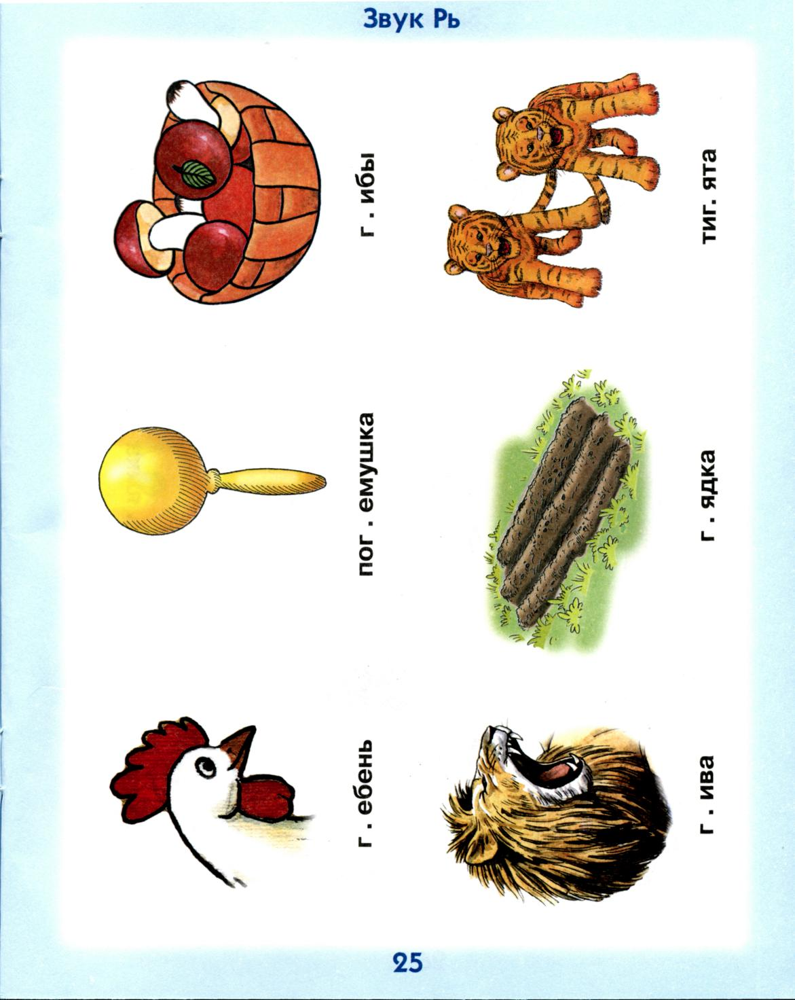 Звук Рь
г . ебень
пог . емушка
г . ибы
г . ива
г . ядка
тиг. ята
25